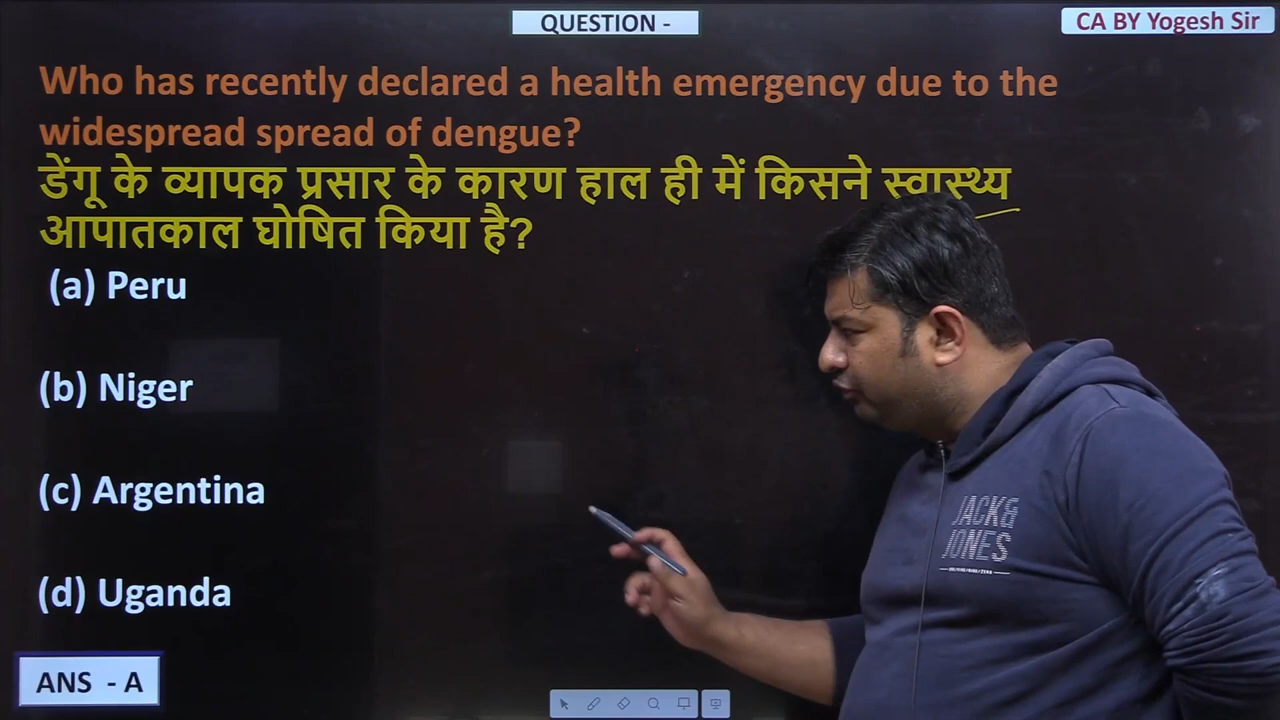 QUESTION -
CA BY Yogesh Sir
Who has recently declared a health emergency due to the
widespread spread of dengue?
डेंगू के व्यापक प्रसार के कारण हाल ही में किसने स्वास्थ्य
आपातकाल घोषित किया है?
(a) Peru
(b) Niger
(c) Argentina
(d) Uganda
ANS - A
JACK&
JONES